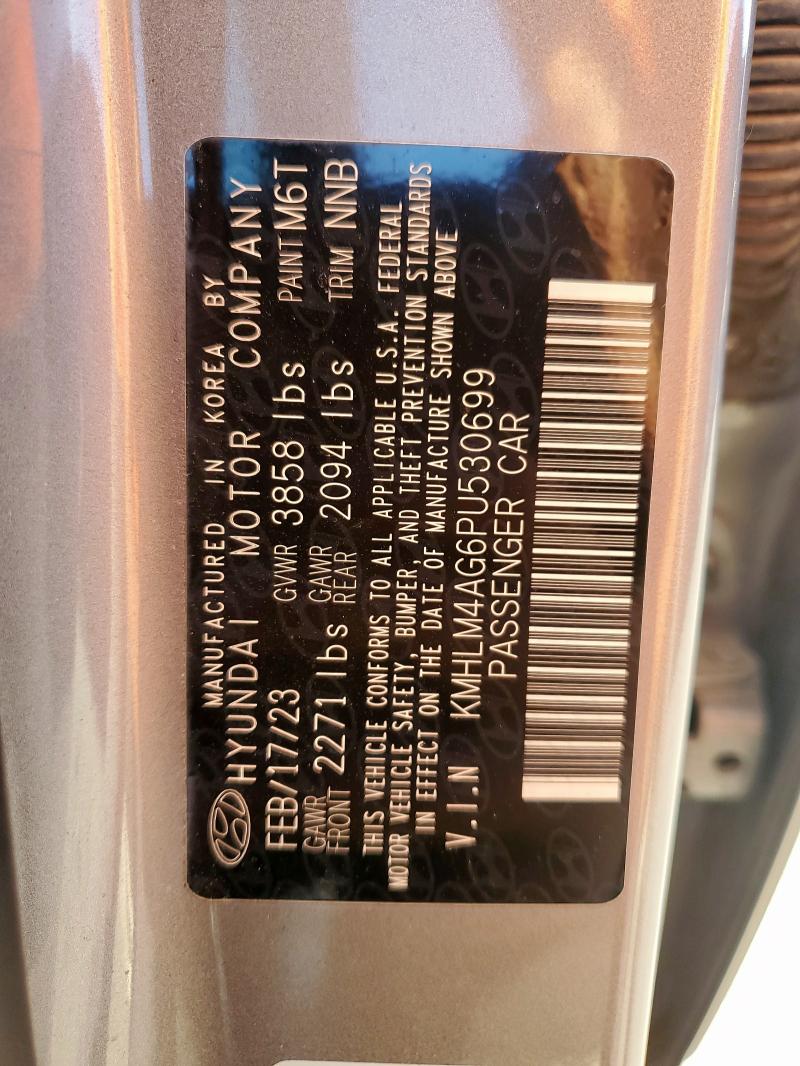 MANUFACTURED IN KOREA BY
HYUNDAI MOTOR COMPANY
FEB/17/23 GVWR 3858 lbs PAINT M6T
GAWR FRONT 2271 lbs GAWR REAR 2094 lbs TRIM NNB
THIS VEHICLE CONFORMS TO ALL APPLICABLE U.S.A. FEDERAL
MOTOR VEHICLE SAFETY, BUMPER, AND THEFT PREVENTION STANDARDS
IN EFFECT ON THE DATE OF MANUFACTURE SHOWN ABOVE
V.I.N KMHLM4AG6PU530699
PASSENGER CAR